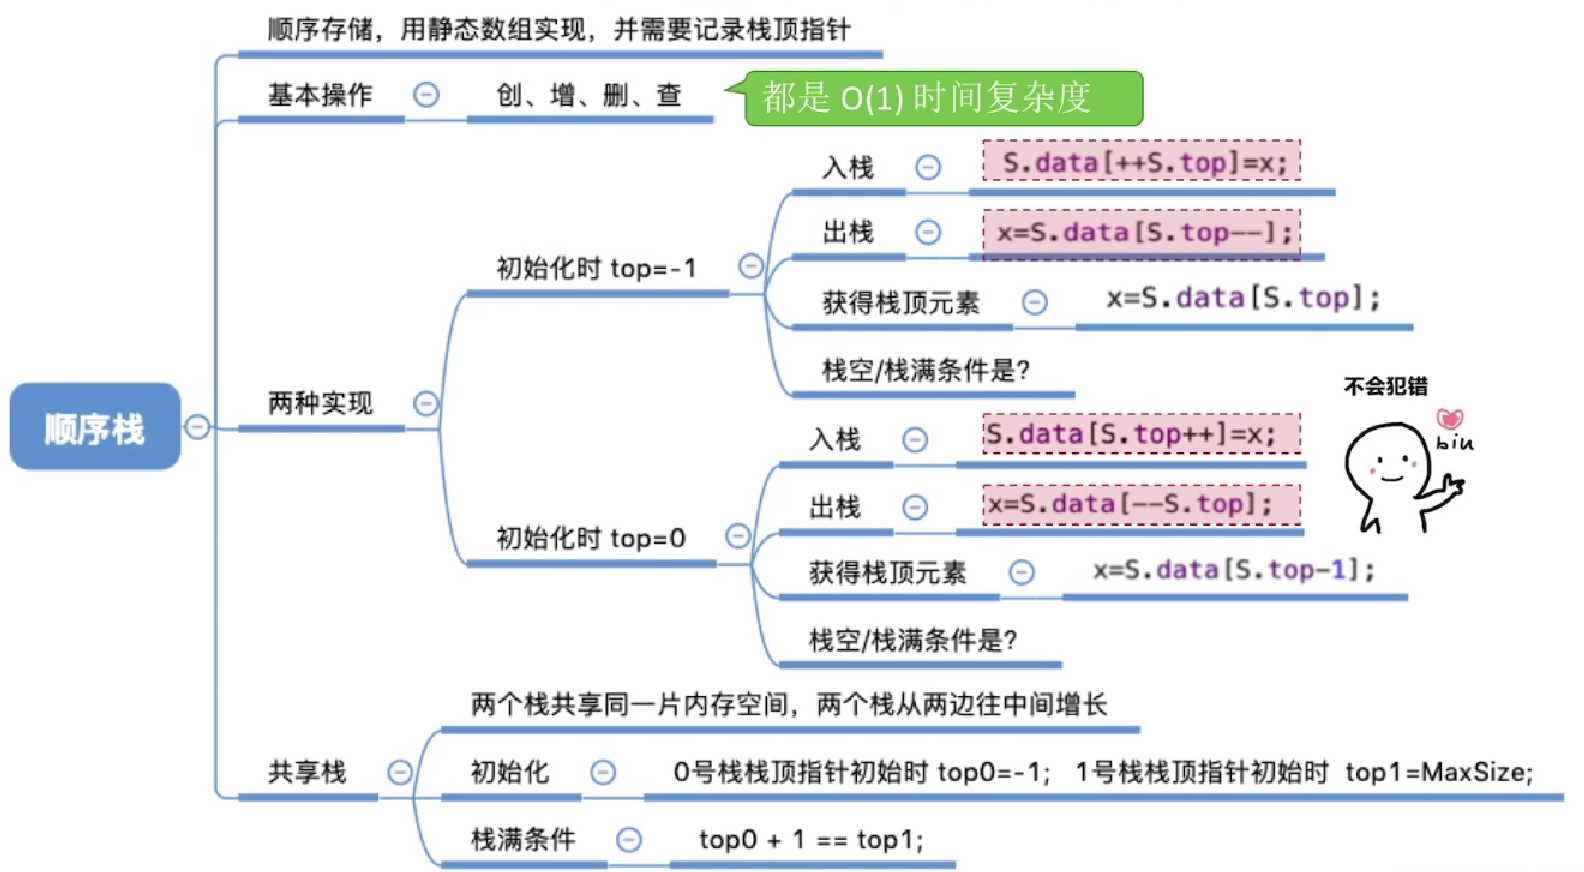 顺序存储，用静态数组实现，并需要记录栈顶指针
基本操作
创、增、删、查
都是 O(1) 时间复杂度
入栈
S.data[++S.top]=x;
出栈
x=S.data[S.top--];
初始化时 top=-1
获得栈顶元素
x=S.data[S.top];
栈空/栈满条件是?
不会犯错
biu
两种实现
顺序栈
入栈
S.data[S.top++]=x;
出栈
x=S.data[--S.top];
初始化时 top=0
获得栈顶元素
x=S.data[S.top-1];
栈空/栈满条件是?
两个栈共享同一片内存空间，两个栈从两边往中间增长
共享栈
初始化
0号栈栈顶指针初始时 top0=-1; 1号栈栈顶指针初始时 top1=MaxSize;
栈满条件
top0 + 1 == top1;